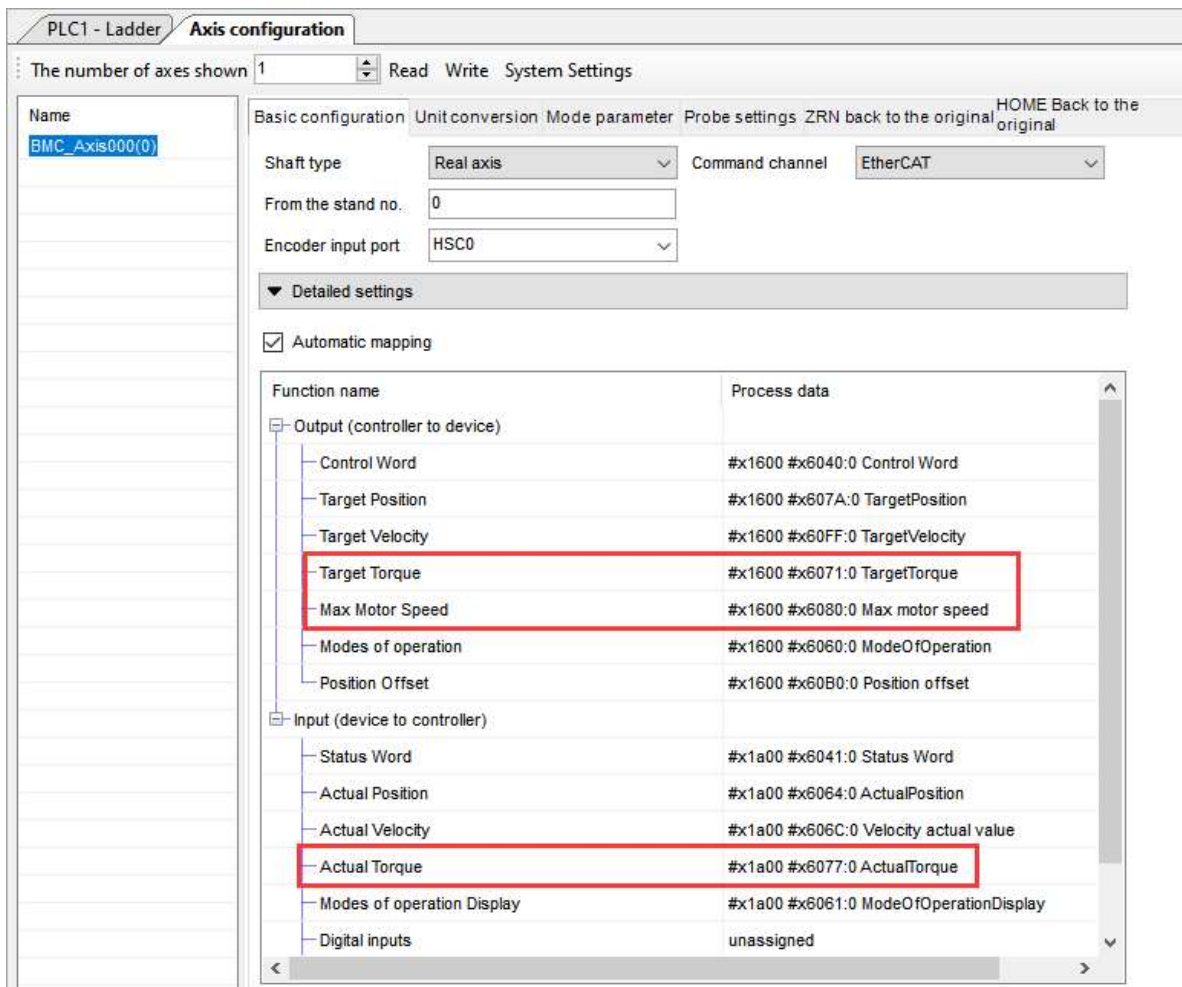 PLC1 - Ladder Axis configuration
The number of axes shown 1 Read Write System Settings
Name
BMC_Axis000(0)
Basic configuration Unit conversion Mode parameter Probe settings ZRN back to the original HOME Back to the
original
Shaft type Real axis Command channel EtherCAT
From the stand no. 0
Encoder input port HSC0
Detailed settings
Automatic mapping
Function name Process data
Output (controller to device)
Control Word #x1600 #x6040:0 Control Word
Target Position #x1600 #x607A:0 TargetPosition
Target Velocity #x1600 #x60FF:0 TargetVelocity
Target Torque #x1600 #x6071:0 TargetTorque
Max Motor Speed #x1600 #x6080:0 Max motor speed
Modes of operation #x1600 #x6060:0 ModeOfOperation
Position Offset #x1600 #x60B0:0 Position offset
Input (device to controller)
Status Word #x1a00 #x6041:0 Status Word
Actual Position #x1a00 #x6064:0 ActualPosition
Actual Velocity #x1a00 #x606C:0 Velocity actual value
Actual Torque #x1a00 #x6077:0 ActualTorque
Modes of operation Display #x1a00 #x6061:0 ModeOfOperationDisplay
Digital inputs unassigned